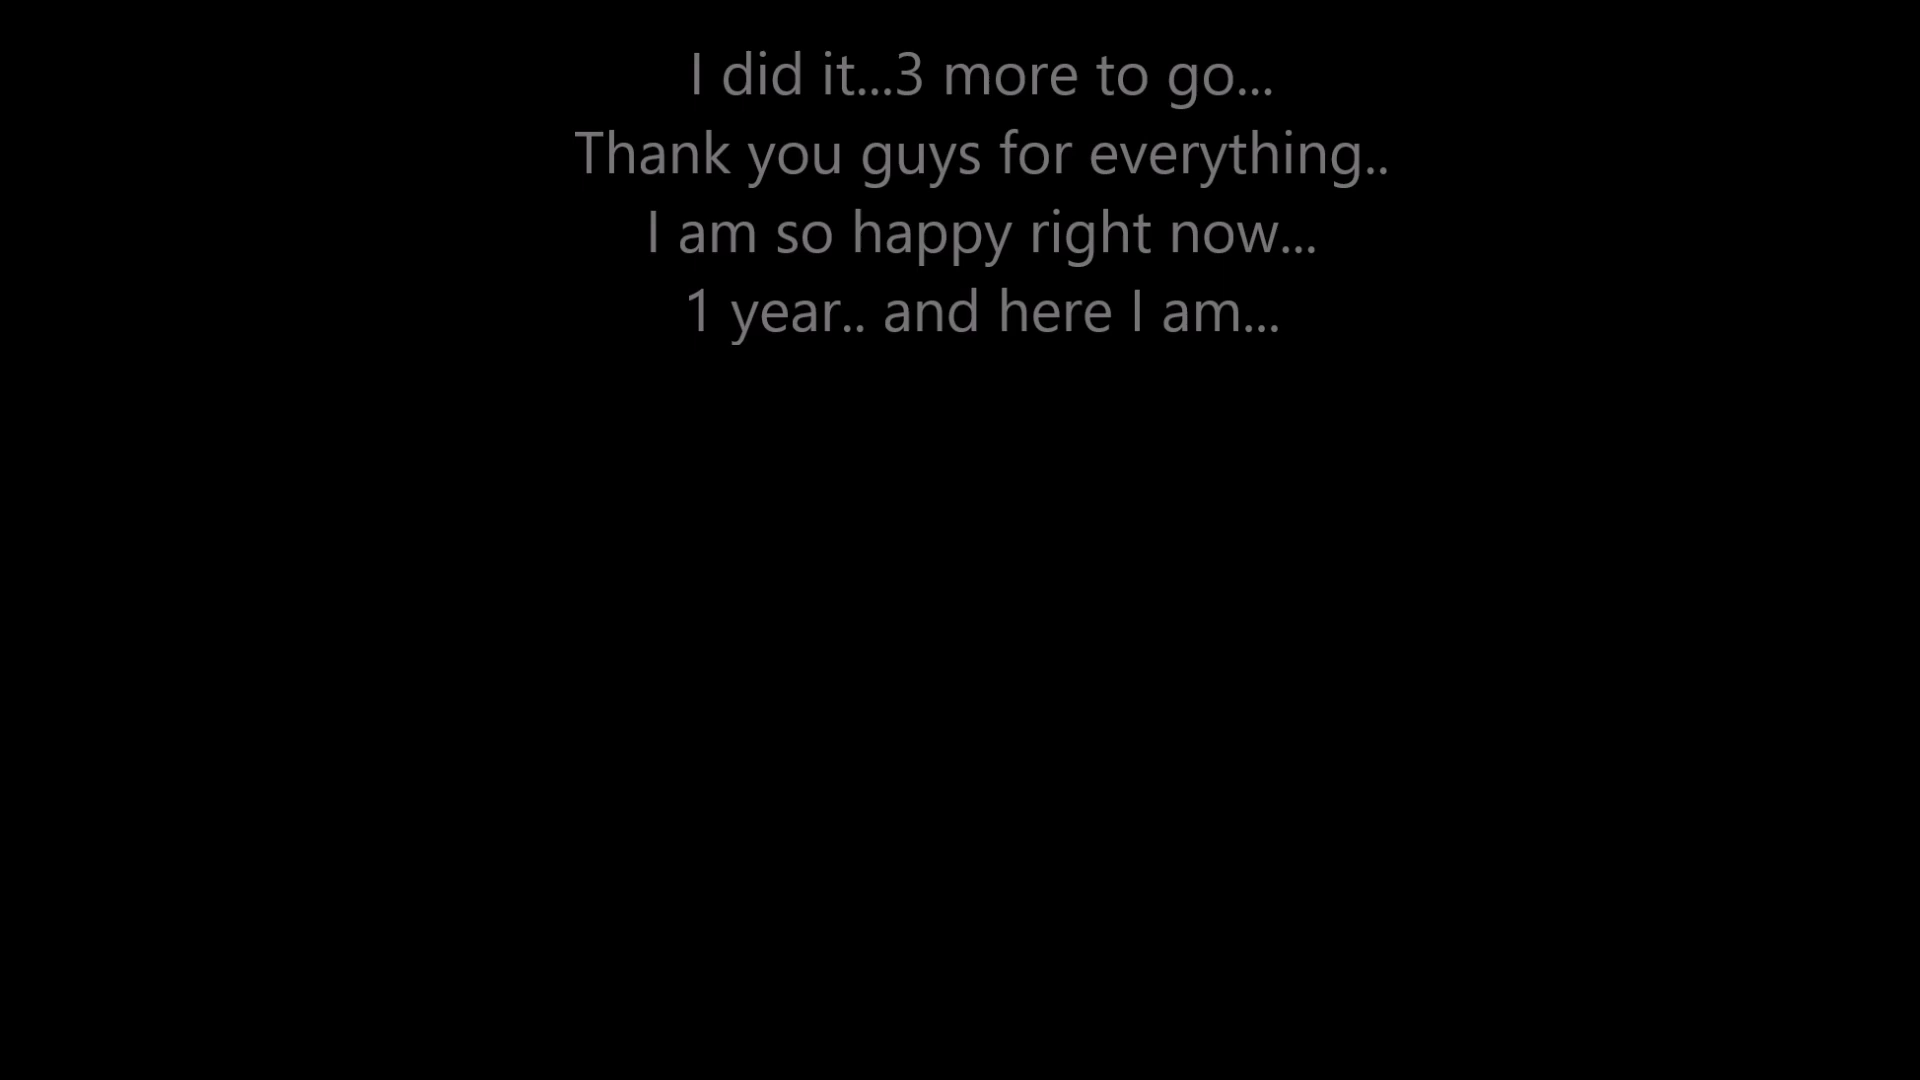 I did it...3 more to go...
Thank you guys for everything..
I am so happy right now...
1 year.. and here I am...